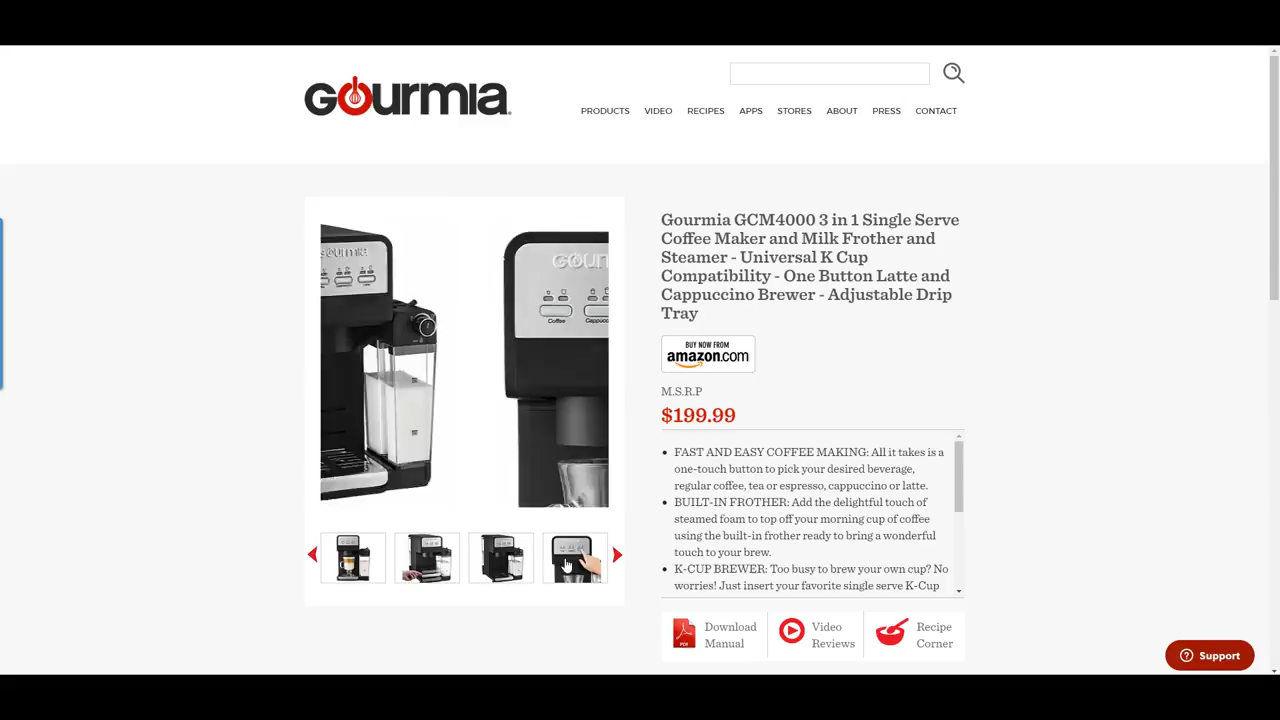 GOURMIA
PRODUCTS VIDEO RECIPES APPS STORES ABOUT PRESS CONTACT
Coffee
Gourmia GCM4000 3 in 1 Single Serve
Coffee Maker and Milk Frother and
Steamer - Universal K Cup
Compatibility - One Button Latte and
Cappuccino Brewer - Adjustable Drip
Tray
BUY NOW FROM
amazon.com
M.S.R.P
$199.99
• FAST AND EASY COFFEE MAKING: All it takes is a
one-touch button to pick your desired beverage,
regular coffee, tea or espresso, cappuccino or latte.
• BUILT-IN FROTHER: Add the delightful touch of
steamed foam to top off your morning cup of coffee
using the built-in frother ready to bring a wonderful
touch to your brew.
• K-CUP BREWER: Too busy to brew your own cup? No
worries! Just insert your favorite single serve K-Cup
PDF
Download
Manual
Video
Reviews
Recipe
Corner
Support